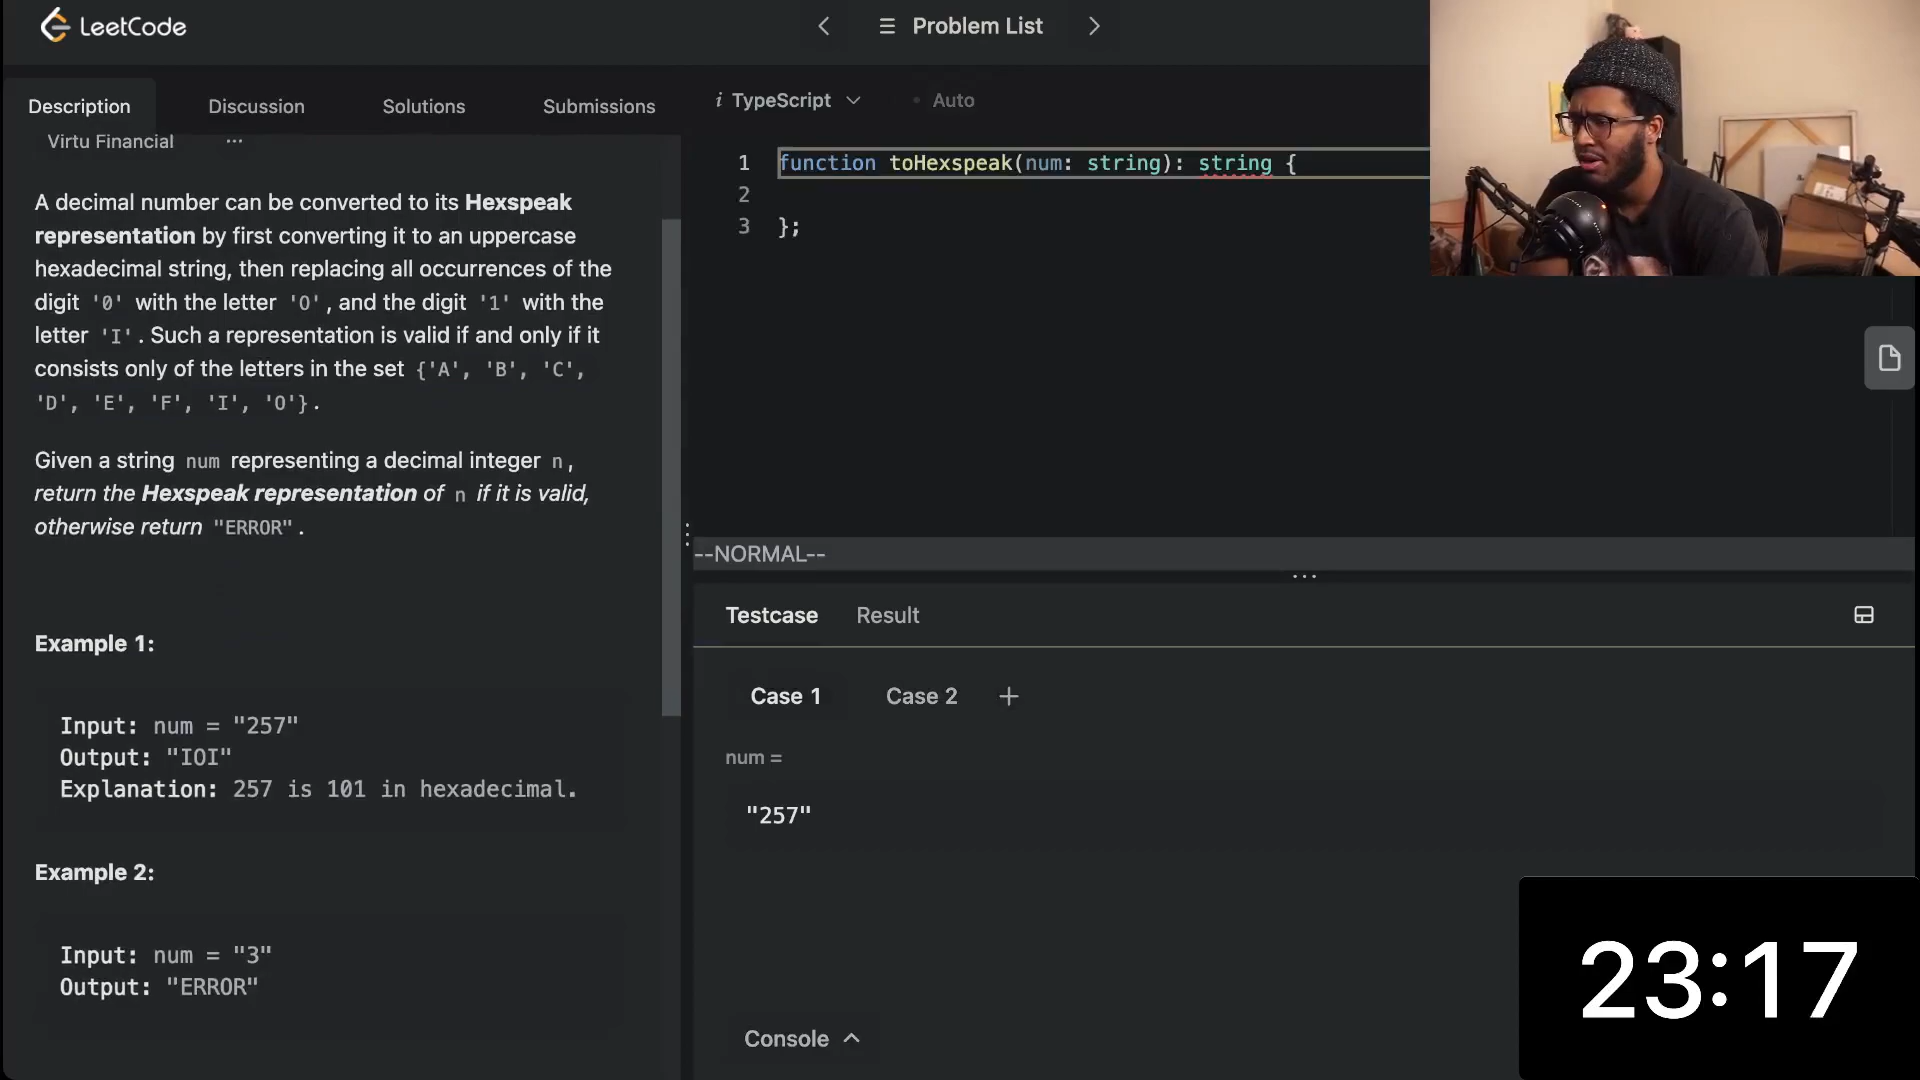 LeetCode
Problem List
Description
Discussion
Solutions
Submissions
Virtu Financial
...
A decimal number can be converted to its Hexspeak
representation by first converting it to an uppercase
hexadecimal string, then replacing all occurrences of the
digit '0' with the letter 'O', and the digit '1' with the
letter 'I'. Such a representation is valid if and only if it
consists only of the letters in the set {'A', 'B', 'C',
'D', 'E', 'F', 'I', 'O'}.
Given a string num representing a decimal integer n,
return the Hexspeak representation of n if it is valid,
otherwise return "ERROR".
Example 1:
Input: num = "257"
Output: "IOI"
Explanation: 257 is 101 in hexadecimal.
Example 2:
Input: num = "3"
Output: "ERROR"
i TypeScript
• Auto
1 function toHexspeak(num: string): string {
2
3 };
--NORMAL--
Testcase
Result
Case 1
Case 2
+
num =
"257"
Console
23:17